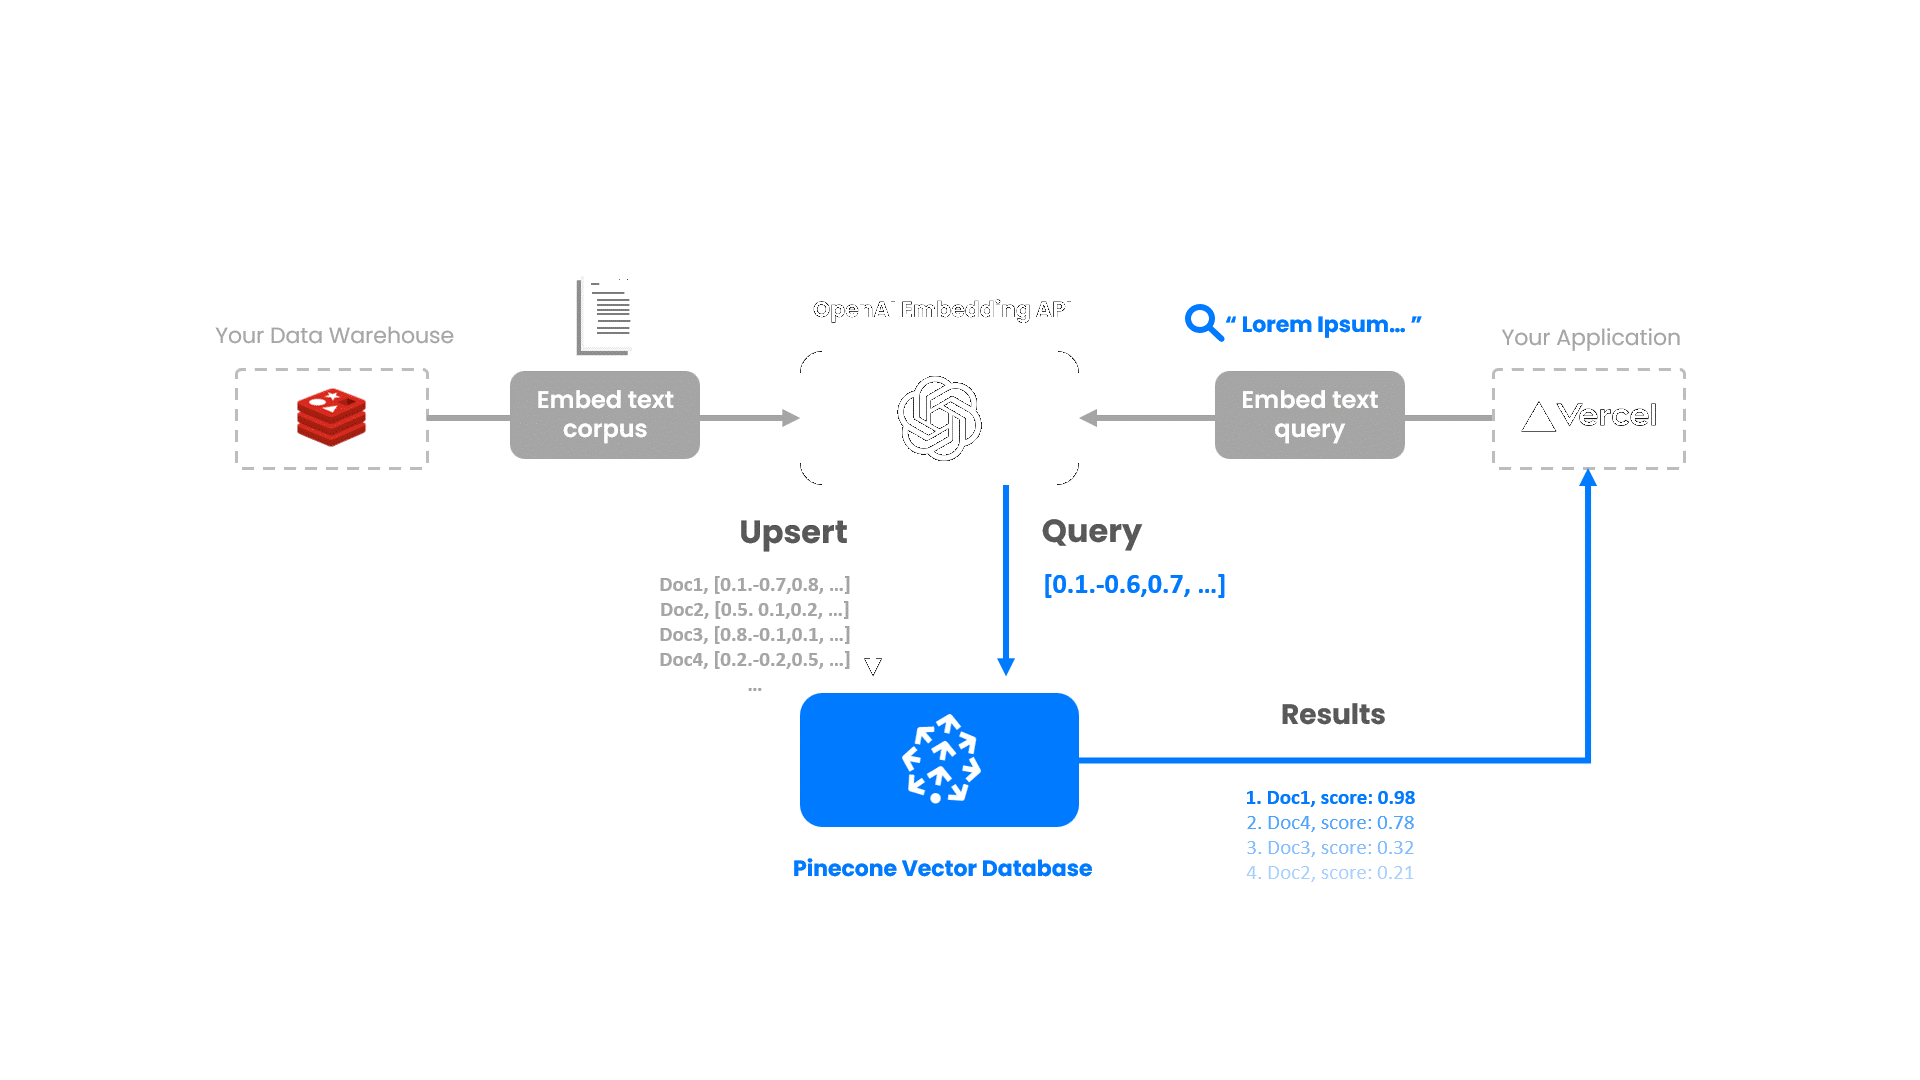 Your Data Warehouse
Embed text
corpus
OpenAI Embedding API
“ Lorem Ipsum... ”
Embed text
query
Your Application
Vercel
Upsert
Doc1, [0.1.-0.7,0.8, ...]
Doc2, [0.5. 0.1,0.2, ...]
Doc3, [0.8.-0.1,0.1, ...]
Doc4, [0.2.-0.2,0.5, ...]
...
Query
[0.1.-0.6,0.7, ...]
Pinecone Vector Database
Results
1. Doc1, score: 0.98
2. Doc4, score: 0.78
3. Doc3, score: 0.32
4. Doc2, score: 0.21